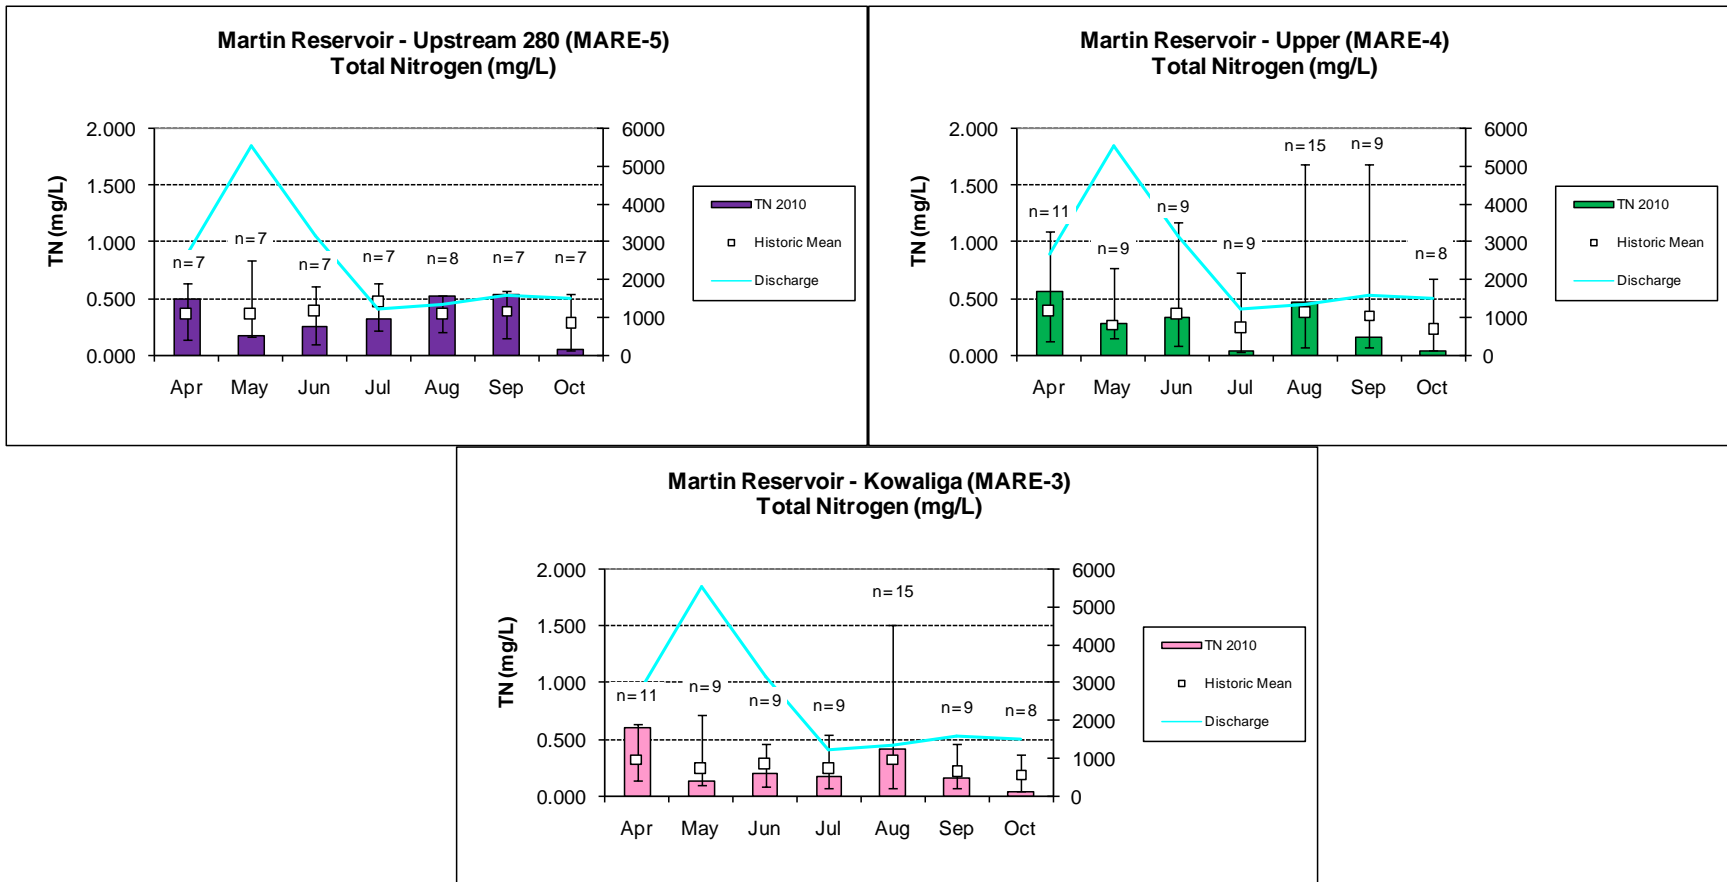 Martin Reservoir - Upstream 280 (MARE-5)
Total Nitrogen (mg/L)
TN (mg/L)
2.000
1.500
1.000
0.500
0.000
6000
5000
4000
3000
2000
1000
0
n=7
n=7
n=7
n=7
n=8
n=7
n=7
Apr May Jun Jul Aug Sep Oct
TN 2010
Historic Mean
Discharge
Martin Reservoir - Upper (MARE-4)
Total Nitrogen (mg/L)
TN (mg/L)
2.000
1.500
1.000
0.500
0.000
6000
5000
4000
3000
2000
1000
0
n=11
n=9
n=9
n=9
n=15
n=9
n=8
Apr May Jun Jul Aug Sep Oct
TN 2010
Historic Mean
Discharge
Martin Reservoir - Kowaliga (MARE-3)
Total Nitrogen (mg/L)
TN (mg/L)
2.000
1.500
1.000
0.500
0.000
6000
5000
4000
3000
2000
1000
0
n=11
n=9
n=9
n=9
n=15
n=9
n=8
Apr May Jun Jul Aug Sep Oct
TN 2010
Historic Mean
Discharge